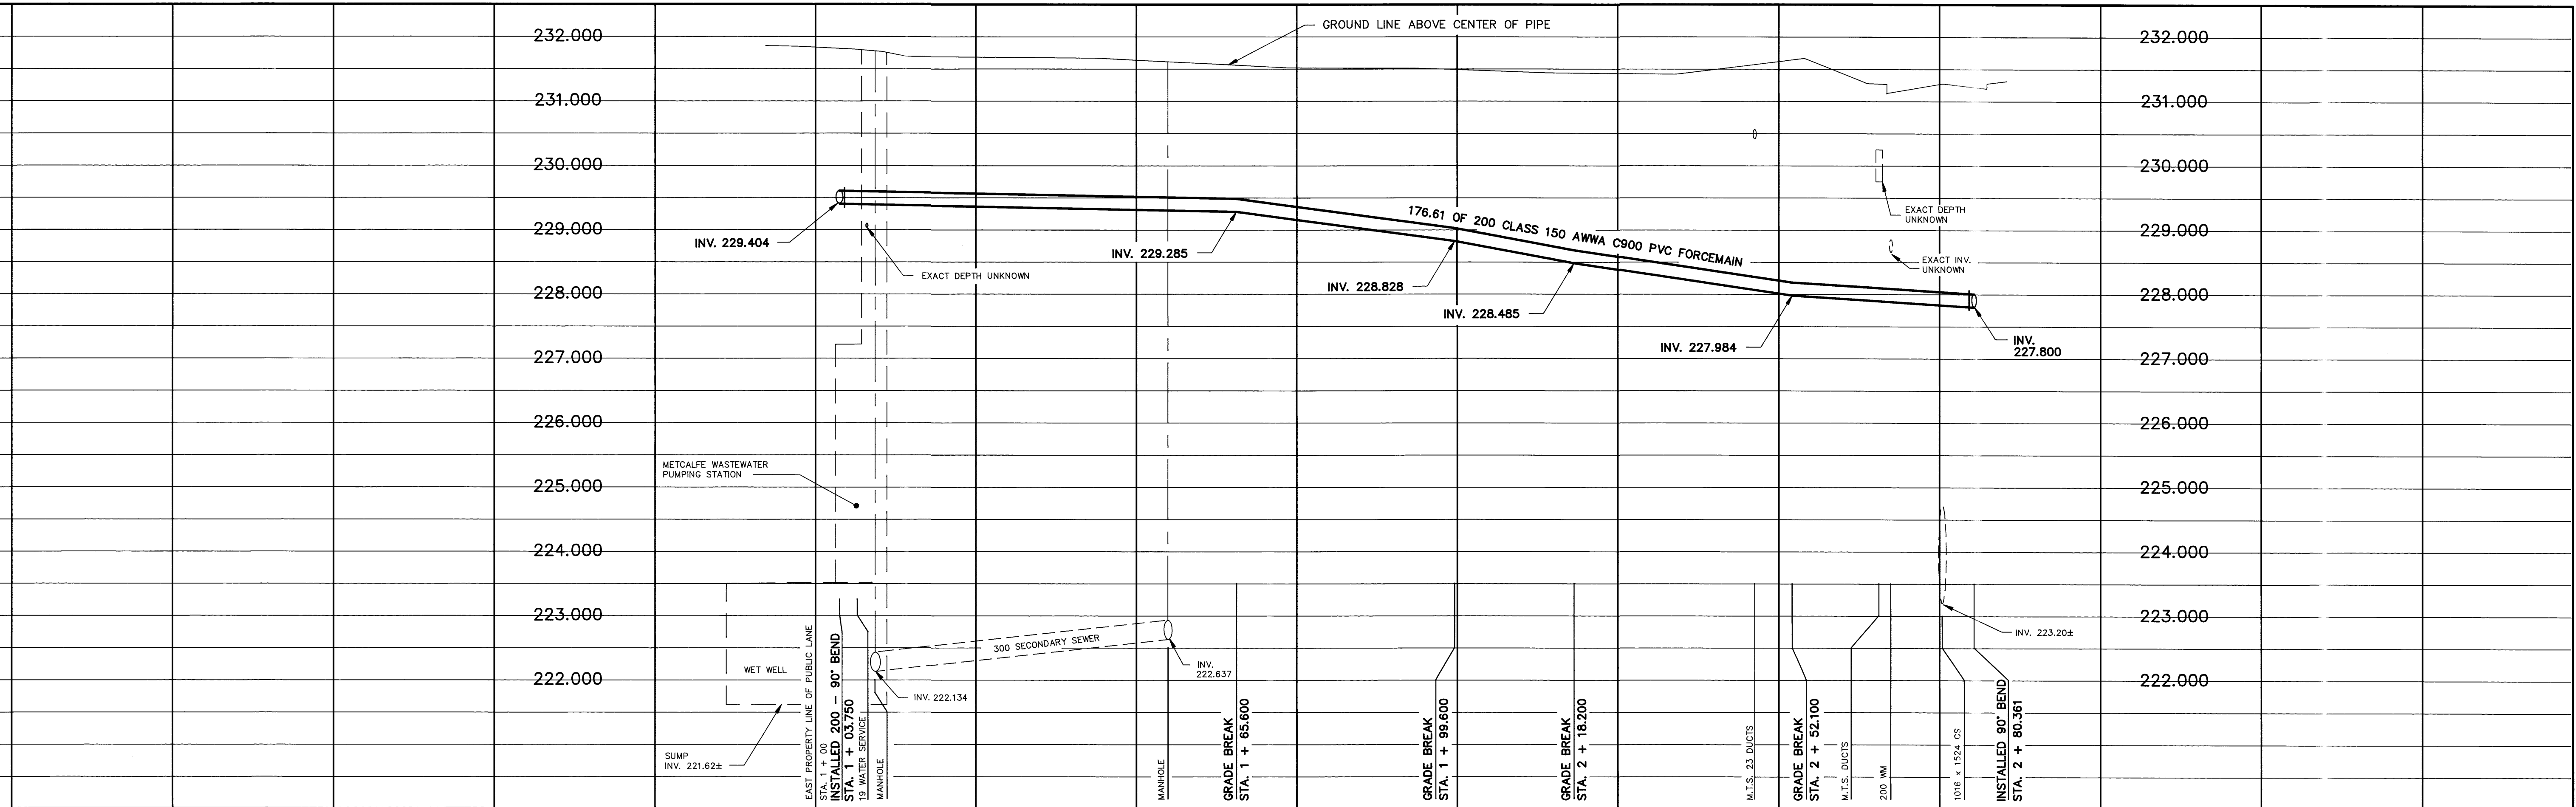 GROUND LINE ABOVE CENTER OF PIPE
232.000
232.000
231.000
231.000
230.000
230.000
EXACT DEPTH
UNKNOWN
176.61 OF 200 CLASS 150 AWWA C900 PVC FORCEMAIN
229.000
229.000
INV. 229.404
INV. 229.285
EXACT DEPTH UNKNOWN
EXACT INV.
UNKNOWN
INV. 228.828
228.000
228.000
INV. 228.485
INV. 227.984
INV.
227.800
227.000
227.000
226.000
226.000
METCALFE WASTEWATER
PUMPING STATION
225.000
225.000
224.000
224.000
223.000
223.000
INV. 223.20±
300 SECONDARY SEWER
WET WELL
INV.
222.637
222.000
222.000
INV. 222.134
SUMP
INV. 221.62±
EAST PROPERTY LINE OF PUBLIC LANE
STA. 1 + 00
INSTALLED 200 - 90° BEND
STA. 1 + 03.750
19 WATER SERVICE
MANHOLE
MANHOLE
GRADE BREAK
STA. 1 + 65.600
GRADE BREAK
STA. 1 + 99.600
GRADE BREAK
STA. 2 + 18.200
M.T.S. 23 DUCTS
GRADE BREAK
STA. 2 + 52.100
M.T.S. DUCTS
200 WM
1016 x 1524 CS
INSTALLED 90° BEND
STA. 2 + 80.361